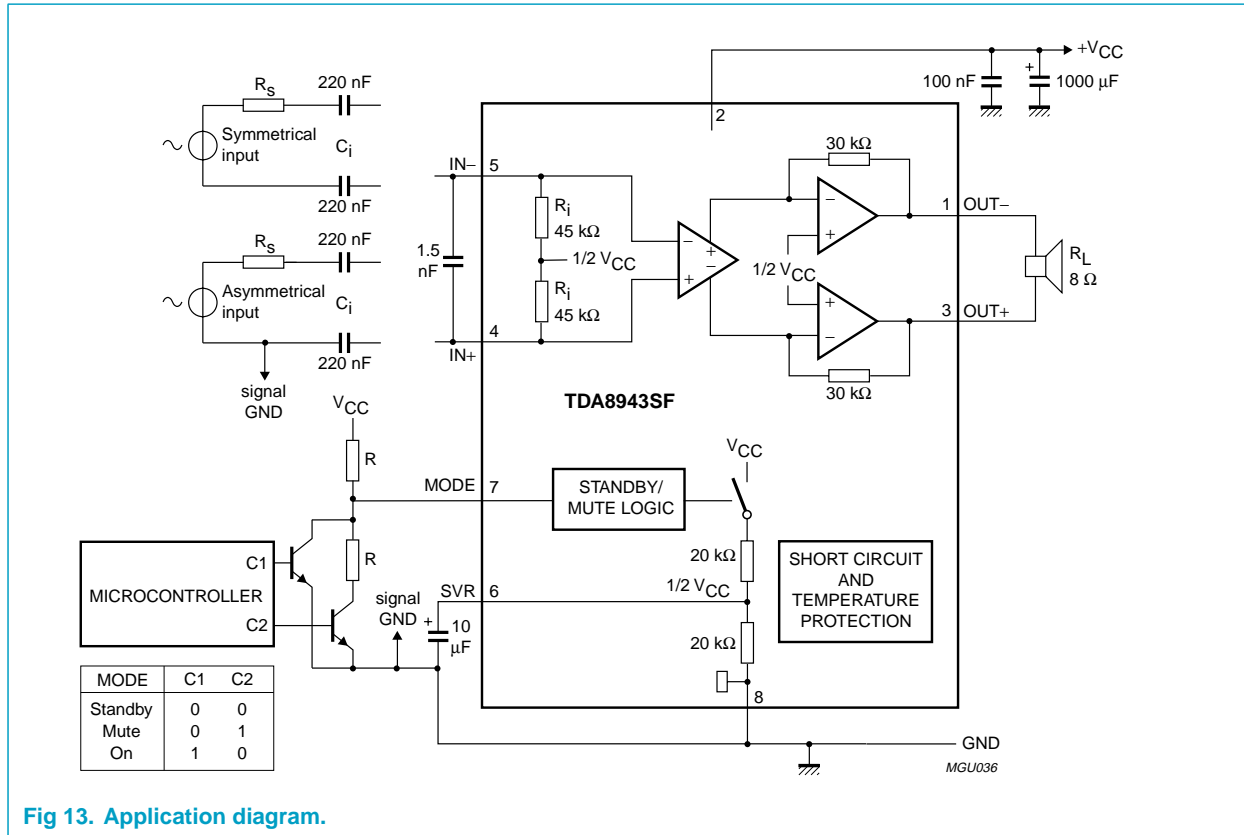 +VCC
220 nF
Rs
Symmetrical
input
Ci
220 nF
100 nF
+
1000 µF
2
IN−
5
30 kΩ
Ri
45 kΩ
1.5
nF
1/2 VCC
Ri
45 kΩ
−
+
+
−
−
+
1
OUT−
1/2 VCC
RL
8 Ω
+
−
3
OUT+
220 nF
Rs
Asymmetrical
input
Ci
220 nF
4
IN+
30 kΩ
signal
GND
TDA8943SF
VCC
R
VCC
MODE
7
STANDBY/
MUTE LOGIC
20 kΩ
SHORT CIRCUIT
AND
TEMPERATURE
PROTECTION
C1
R
MICROCONTROLLER
C2
signal
GND
SVR
6
1/2 VCC
+
10
µF
20 kΩ
8
MODE C1 C2
Standby 0 0
Mute 0 1
On 1 0
GND
MGU036
Fig 13. Application diagram.